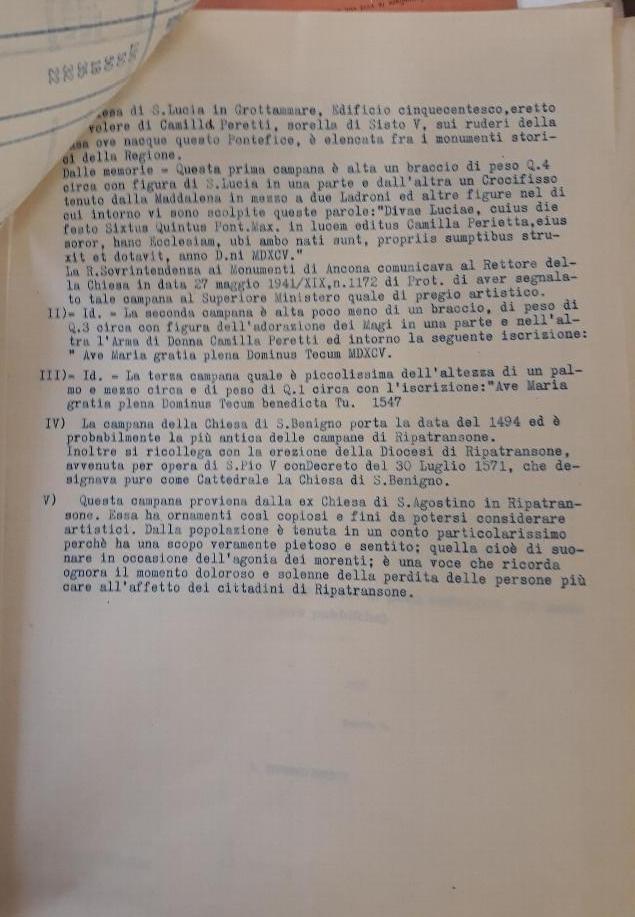 22
32
35
19
36
36
di S.Lucia in Grottammare, Edificio cinquecentesco,eretto
volere di Camilla Peretti, sorella di Sisto V, sui ruderi della
ove nacque questo Pontefice, è elencata fra i monumenti stori-
ci della Regione.
Dalle memorie = Questa prima campana è alta un braccio di peso Q.4
circa con figura di S.Lucia in una parte e dall'altra un Crocifisso
tenuto dalla Maddalena in mezzo a due Ladroni ed altre figure nel di
cui intorno vi sono scolpite queste parole:"Divae Luciae, cuius die
festo Sixtus Quintus Pont.Max. in lucem editus Camilla Perietta,eius
soror, hanc Ecclesiam, ubi ambo nati sunt, propriis sumptibus stru-
xit et dotavit, anno D.ni MDXCV."
La R.Sovrintendenza ai Monumenti di Ancona comunicava al Rettore del-
la Chiesa in data 27 maggio 1941/XIX,n.1172 di Prot. di aver segnala-
to tale campana al Superiore Ministero quale di pregio artistico.
II)= Id. = La seconda campana è alta poco meno di un braccio, di peso di
Q.3 circa con figura dell'adorazione dei Magi in una parte e nell'al-
tra l'Arma di Donna Camilla Peretti ed intorno la seguente iscrizione:
" Ave Maria gratia plena Dominus Tecum MDXCV.
III)= Id. = La terza campana quale è piccolissima dell'altezza di un pal-
mo e mezzo circa e di peso di Q.1 circa con l'iscrizione:"Ave Maria
gratia plena Dominus Tecum benedicta Tu. 1547
IV) La campana della Chiesa di S.Benigno porta la data del 1494 ed è
probabilmente la più antica delle campane di Ripatransone.
Inoltre si ricollega con la erezione della Diocesi di Ripatransone,
avvenuta per opera di S.Pio V conDecreto del 30 Luglio 1571, che de-
signava pure come Cattedrale la Chiesa di S.Benigno.
V) Questa campana proviene dalla ex Chiesa di S.Agostino in Ripatran-
sone. Essa ha ornamenti così copiosi e fini da potersi considerare
artistici. Dalla popolazione è tenuta in un conto particolarissimo
perchè ha una scopo veramente pietoso e sentito; quella cioè di suo-
nare in occasione dell'agonia dei morenti; è una voce che ricorda
ognora il momento doloroso e solenne della perdita delle persone più
care all'affetto dei cittadini di Ripatransone.